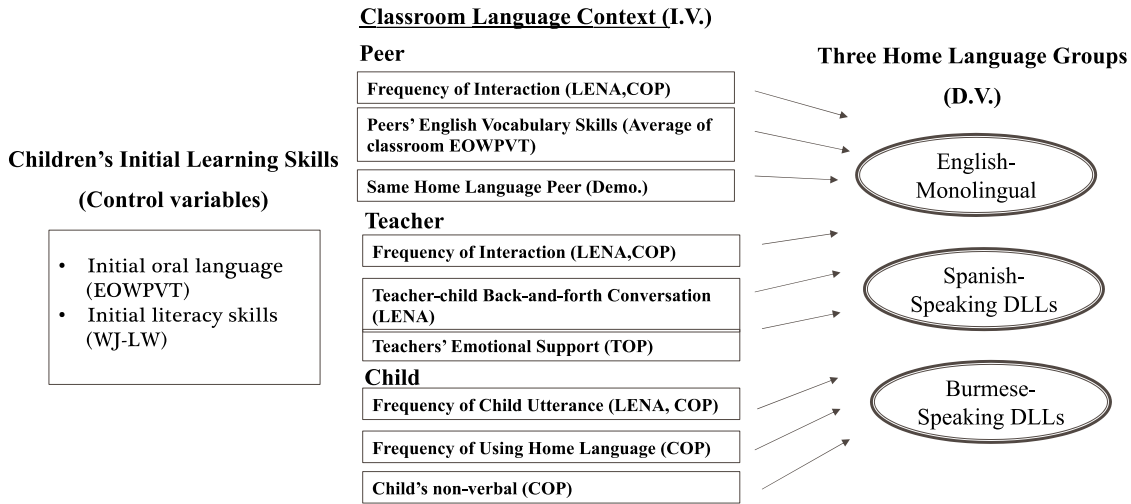 Classroom Language Context (I.V.)
Peer
Frequency of Interaction (LENA,COP)
Peers' English Vocabulary Skills (Average of
classroom EOWPVT)
Same Home Language Peer (Demo.)
Teacher
Frequency of Interaction (LENA,COP)
Teacher-child Back-and-forth Conversation
(LENA)
Teachers' Emotional Support (TOP)
Child
Frequency of Child Utterance (LENA, COP)
Frequency of Using Home Language (COP)
Child's non-verbal (COP)
Children's Initial Learning Skills
(Control variables)
• Initial oral language
(EOWPVT)
• Initial literacy skills
(WJ-LW)
Three Home Language Groups
(D.V.)
English-
Monolingual
Spanish-
Speaking DLLs
Burmese-
Speaking DLLs